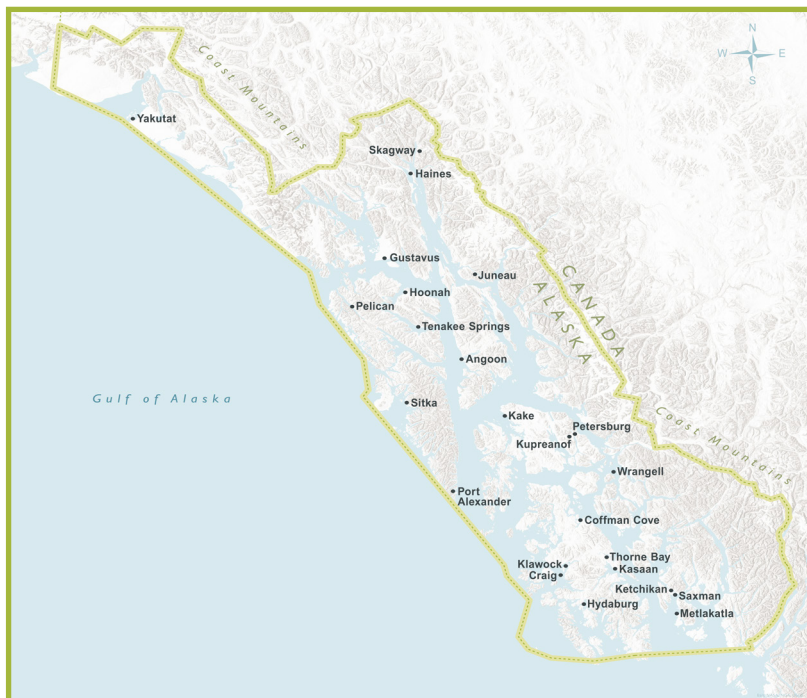 N
W E
S
Coast Mountains
Yakutat
Skagway
Haines
Gustavus
Juneau
CANADA
ALASKA
Hoonah
Pelican
Tenakee Springs
Angoon
Gulf of Alaska
Sitka
Kake
Coast Mountains
Petersburg
Kupreanof
Wrangell
Port
Alexander
Coffman Cove
Thorne Bay
Klawock
Kasaan
Craig
Ketchikan
Saxman
Hydaburg
Metlakatla